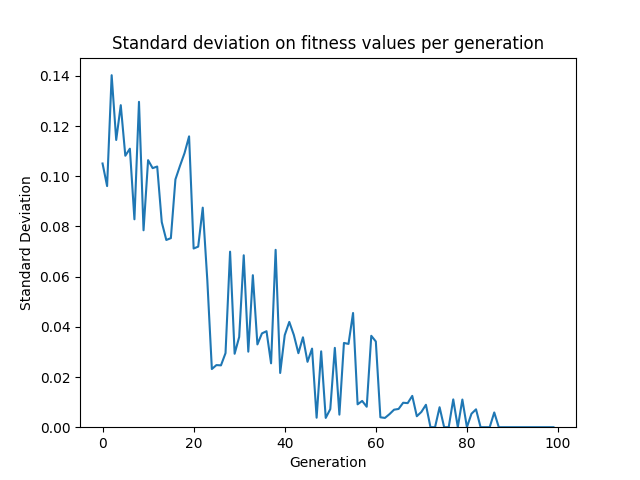 Standard deviation on fitness values per generation
0.14
0.12
0.10
0.08
0.06
0.04
0.02
0.00
Standard Deviation
0 20 40 60 80 100
Generation